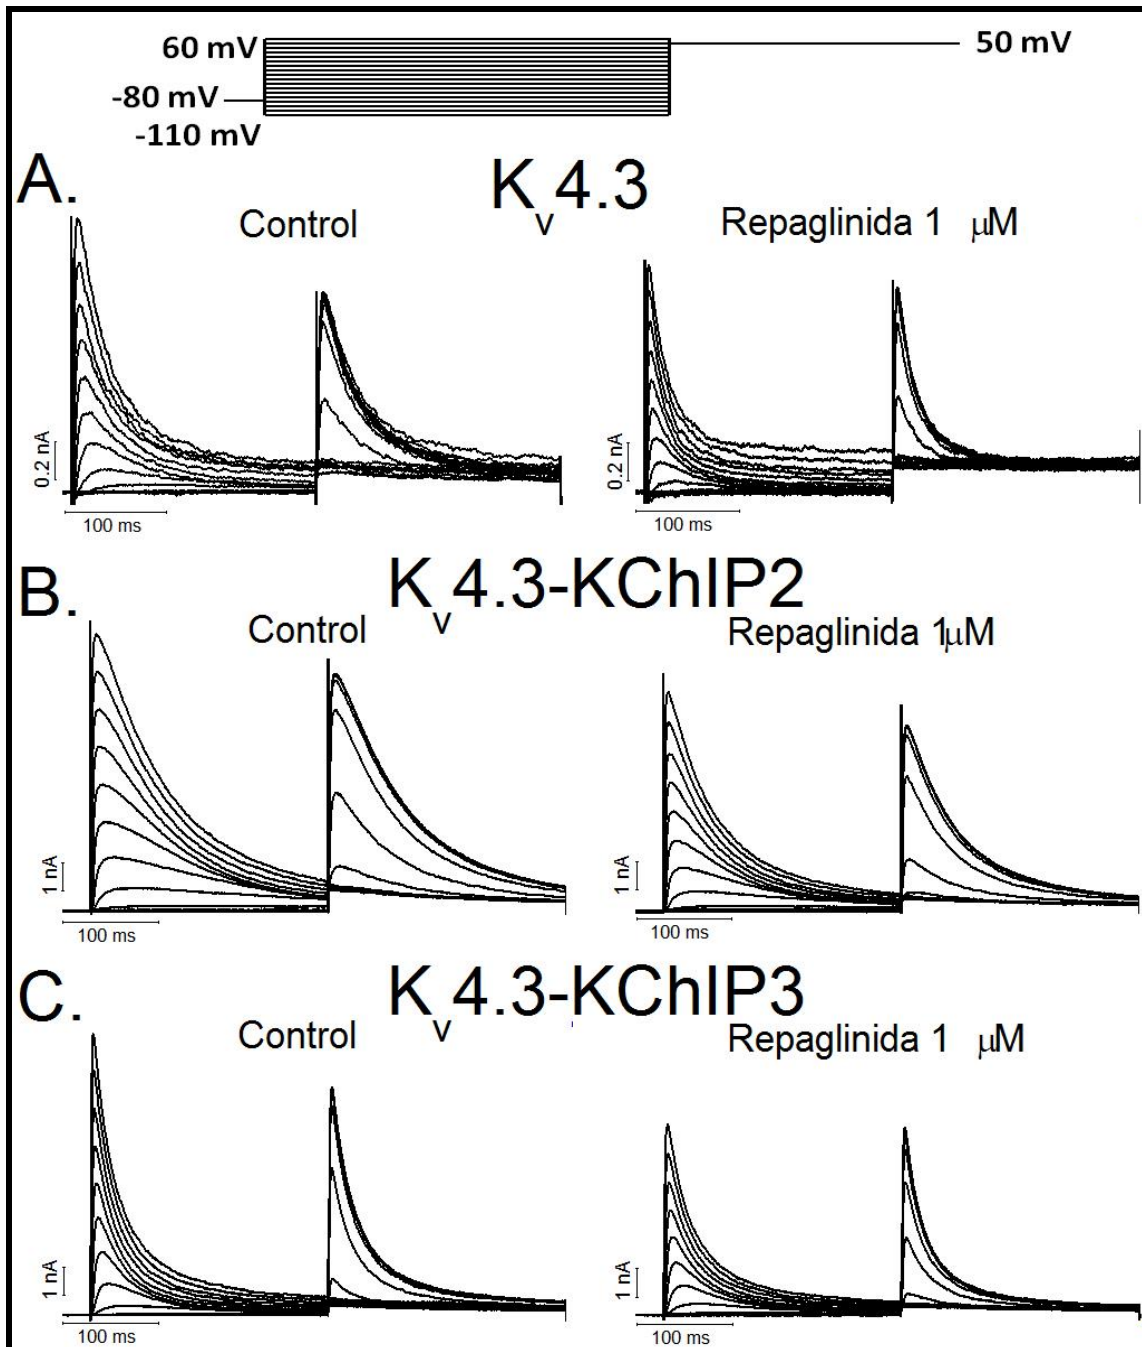 60 mV
50 mV
-80 mV
-110 mV
A.
Kv4.3
Control
Repaglinida 1 μM
0.2 nA
100 ms
0.2 nA
100 ms
B.
Kv4.3-KChIP2
Control
Repaglinida 1μM
1 nA
100 ms
1 nA
100 ms
C.
Kv4.3-KChIP3
Control
Repaglinida 1 μM
1 nA
100 ms
1 nA
100 ms